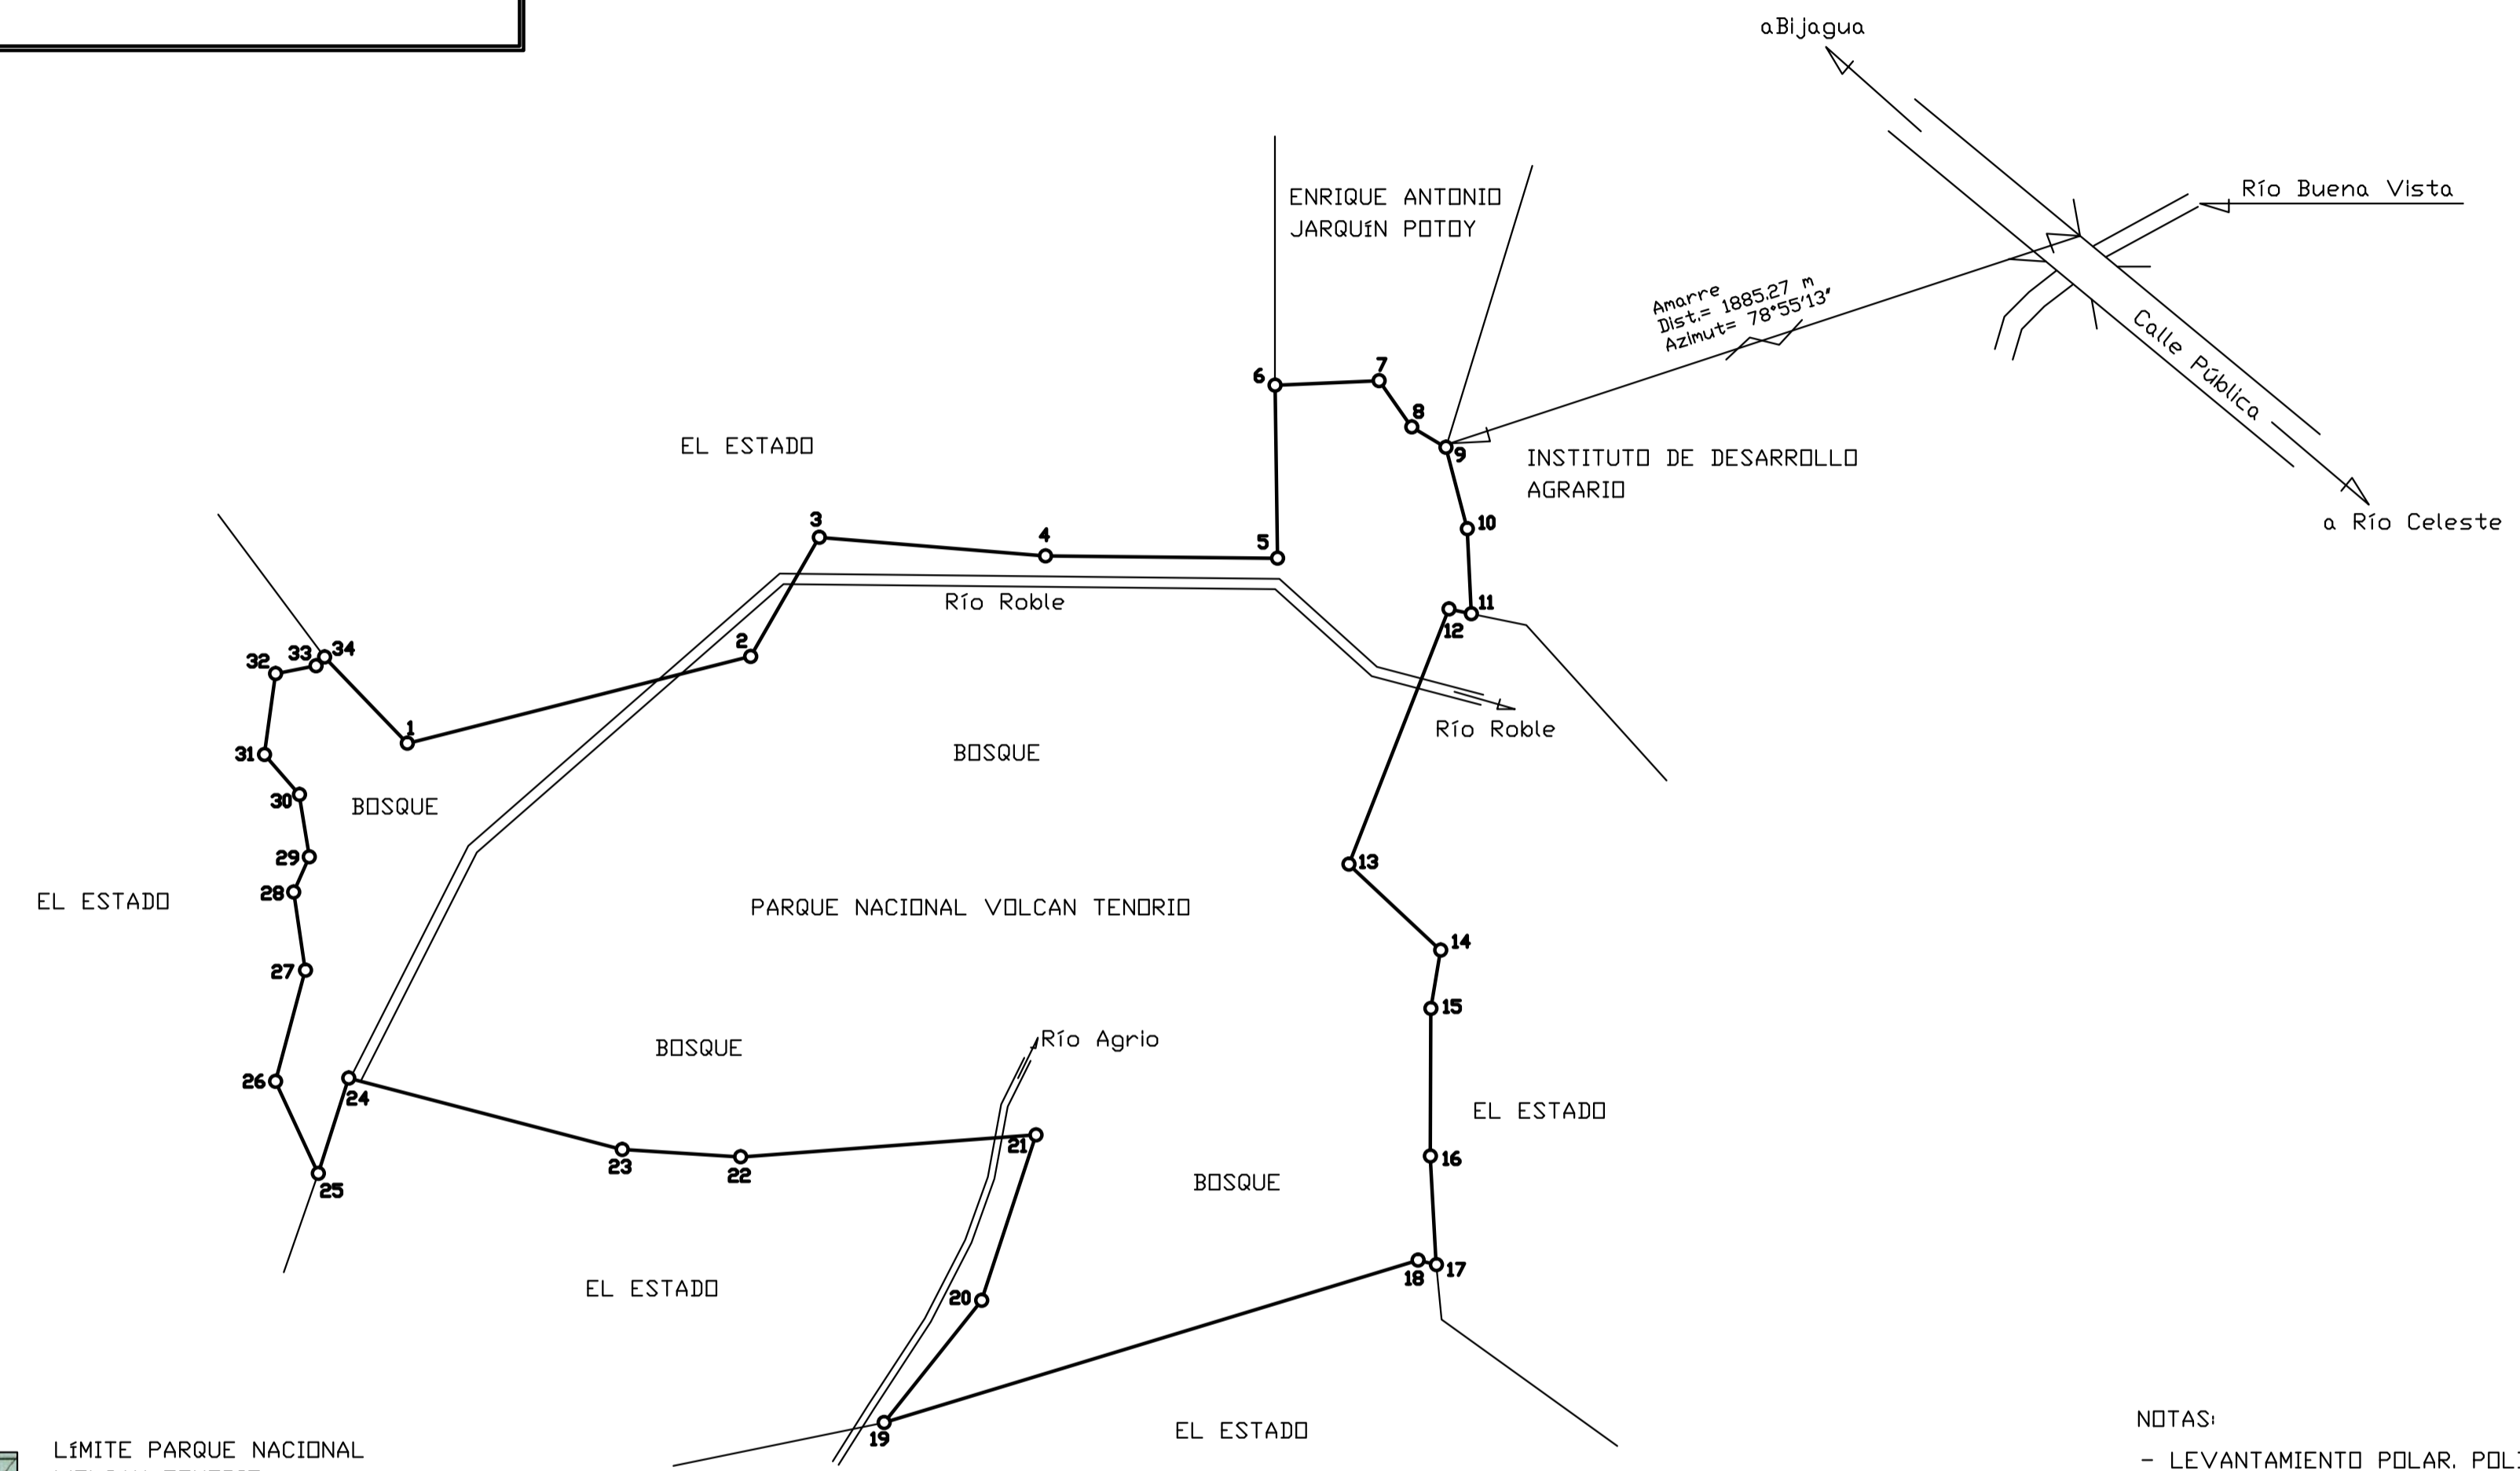 aBijagua
Río Buena Vista
ENRIQUE ANTONIO
JARQUÍN POTOY
Amarre
Dist.= 1885.27 m
Azimut= 78°55'13"
Calle Pública
a Río Celeste
6
7
8
9
INSTITUTO DE DESARROLLO
AGRARIO
EL ESTADO
3
4
5
10
11
12
Río Roble
2
34
33
32
1
31
30
Río Roble
BOSQUE
BOSQUE
29
28
13
EL ESTADO
PARQUE NACIONAL VOLCAN TENORIO
14
27
15
Río Agrio
BOSQUE
26
24
EL ESTADO
21
23
22
16
25
BOSQUE
EL ESTADO
20
18
17
19
EL ESTADO
NOTAS:
LÍMITE PARQUE NACIONAL
- LEVANTAMIENTO POLAR. POLI